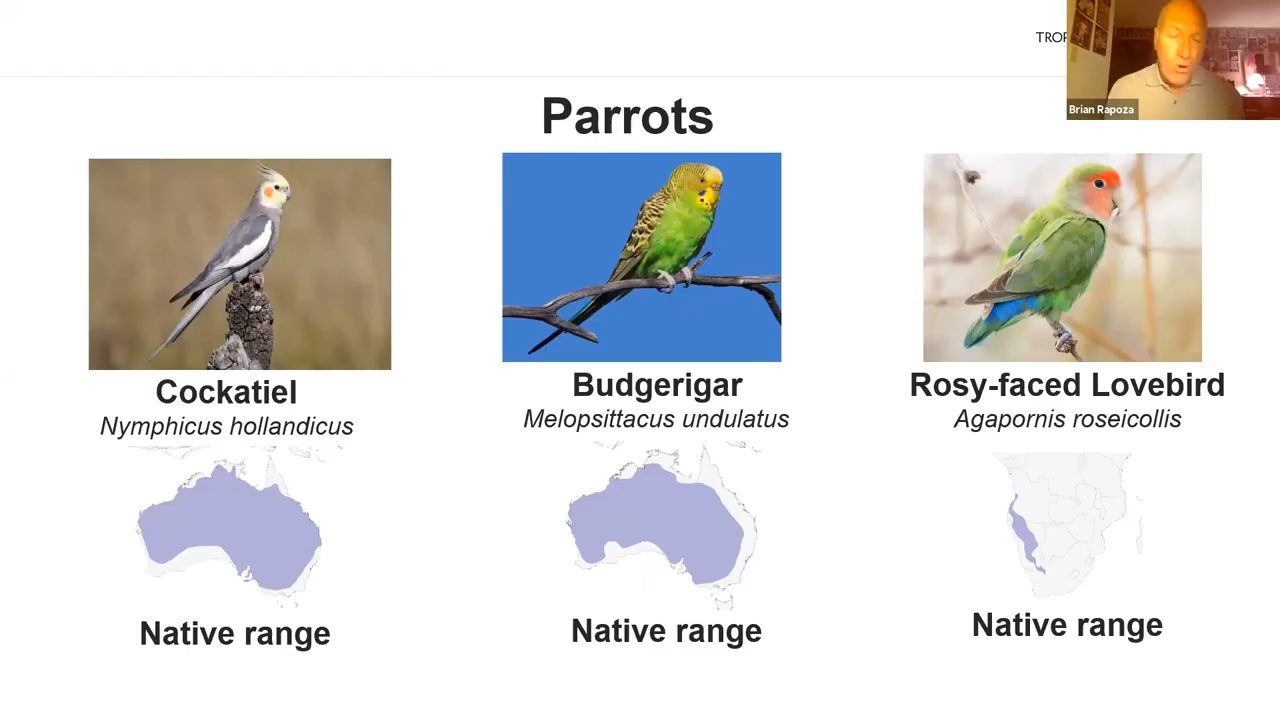 Brian Rapoza
Parrots
Cockatiel
Nymphicus hollandicus
Native range
Budgerigar
Melopsittacus undulatus
Native range
Rosy-faced Lovebird
Agapornis roseicollis
Native range